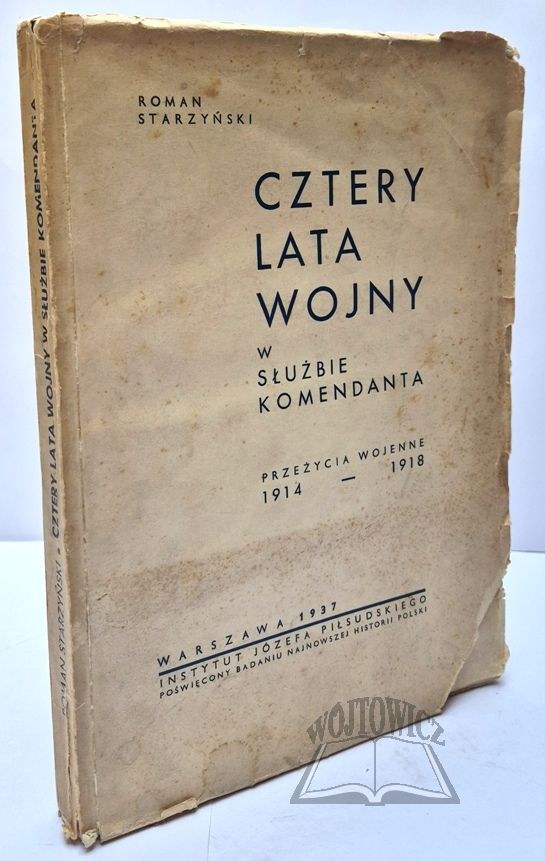 ROMAN
STARZYŃSKI
CZTERY
LATA
WOJNY
W
SŁUŻBIE
KOMENDANTA
PRZEŻYCIA WOJENNE
1914 — 1918
WARSZAWA 1937
INSTYTUT JÓZEFA PIŁSUDSKIEGO
POŚWIĘCONY BADANIU NAJNOWSZEJ HISTORII POLSKI
ROMAN STARZYŃSKI • CZTERY LATA WOJNY W SŁUŻBIE KOMENDANTA
WÓJTOWICZ